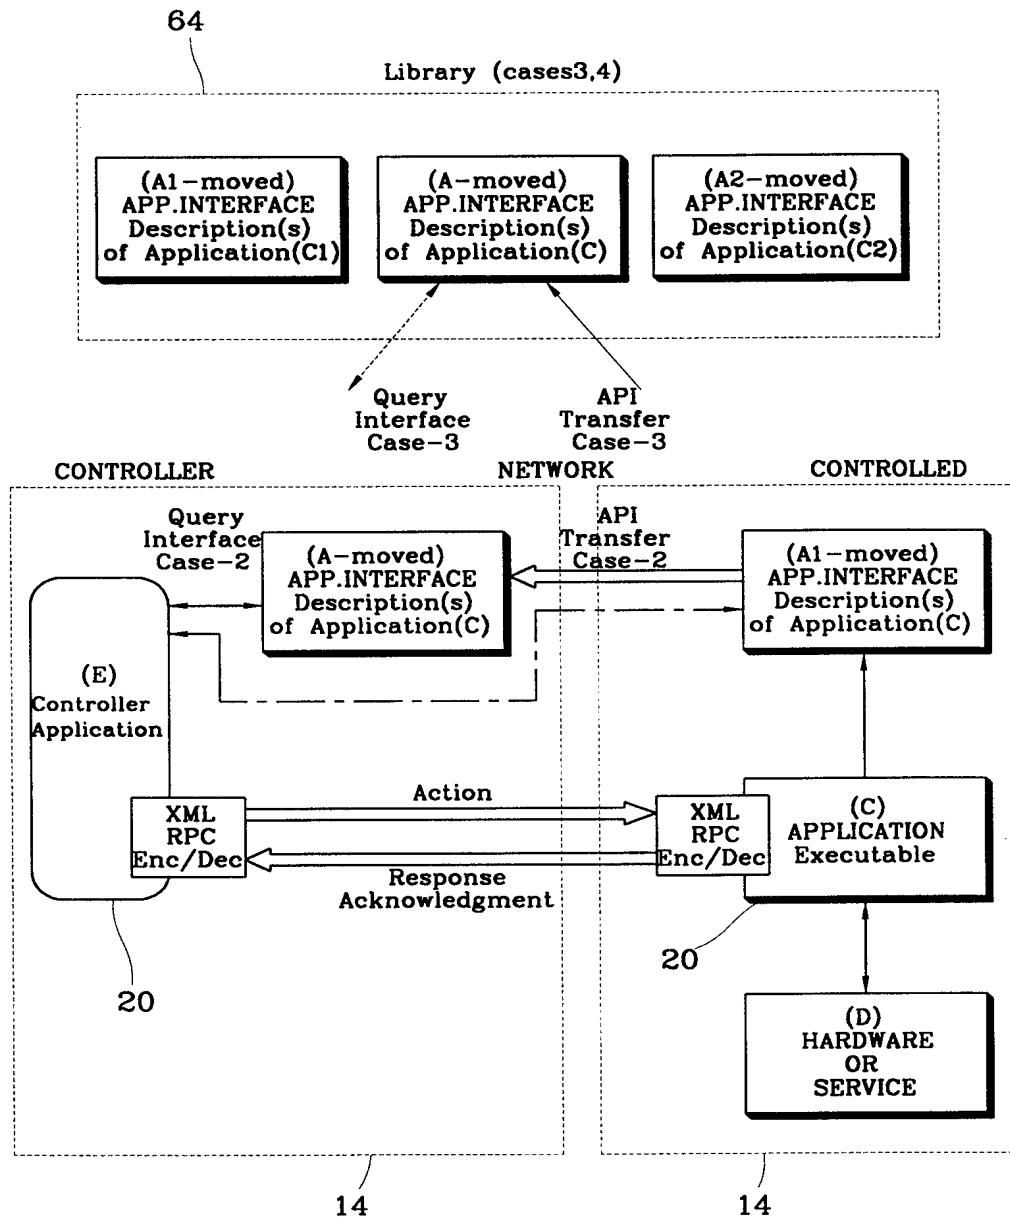 64
Library (cases3,4)
(A1-moved)
APP.INTERFACE
Description(s)
of Application(C1)
(A-moved)
APP.INTERFACE
Description(s)
of Application(C)
(A2-moved)
APP.INTERFACE
Description(s)
of Application(C2)
Query
Interface
Case-3
API
Transfer
Case-3
CONTROLLER
NETWORK
CONTROLLED
Query
Interface
Case-2
(A-moved)
APP.INTERFACE
Description(s)
of Application(C)
API
Transfer
Case-2
(A1-moved)
APP.INTERFACE
Description(s)
of Application(C)
(E)
Controller
Application
XML
RPC
Enc/Dec
Action
Response
Acknowledgment
XML
RPC
Enc/Dec
(C)
APPLICATION
Executable
20
20
(D)
HARDWARE
OR
SERVICE
14
14